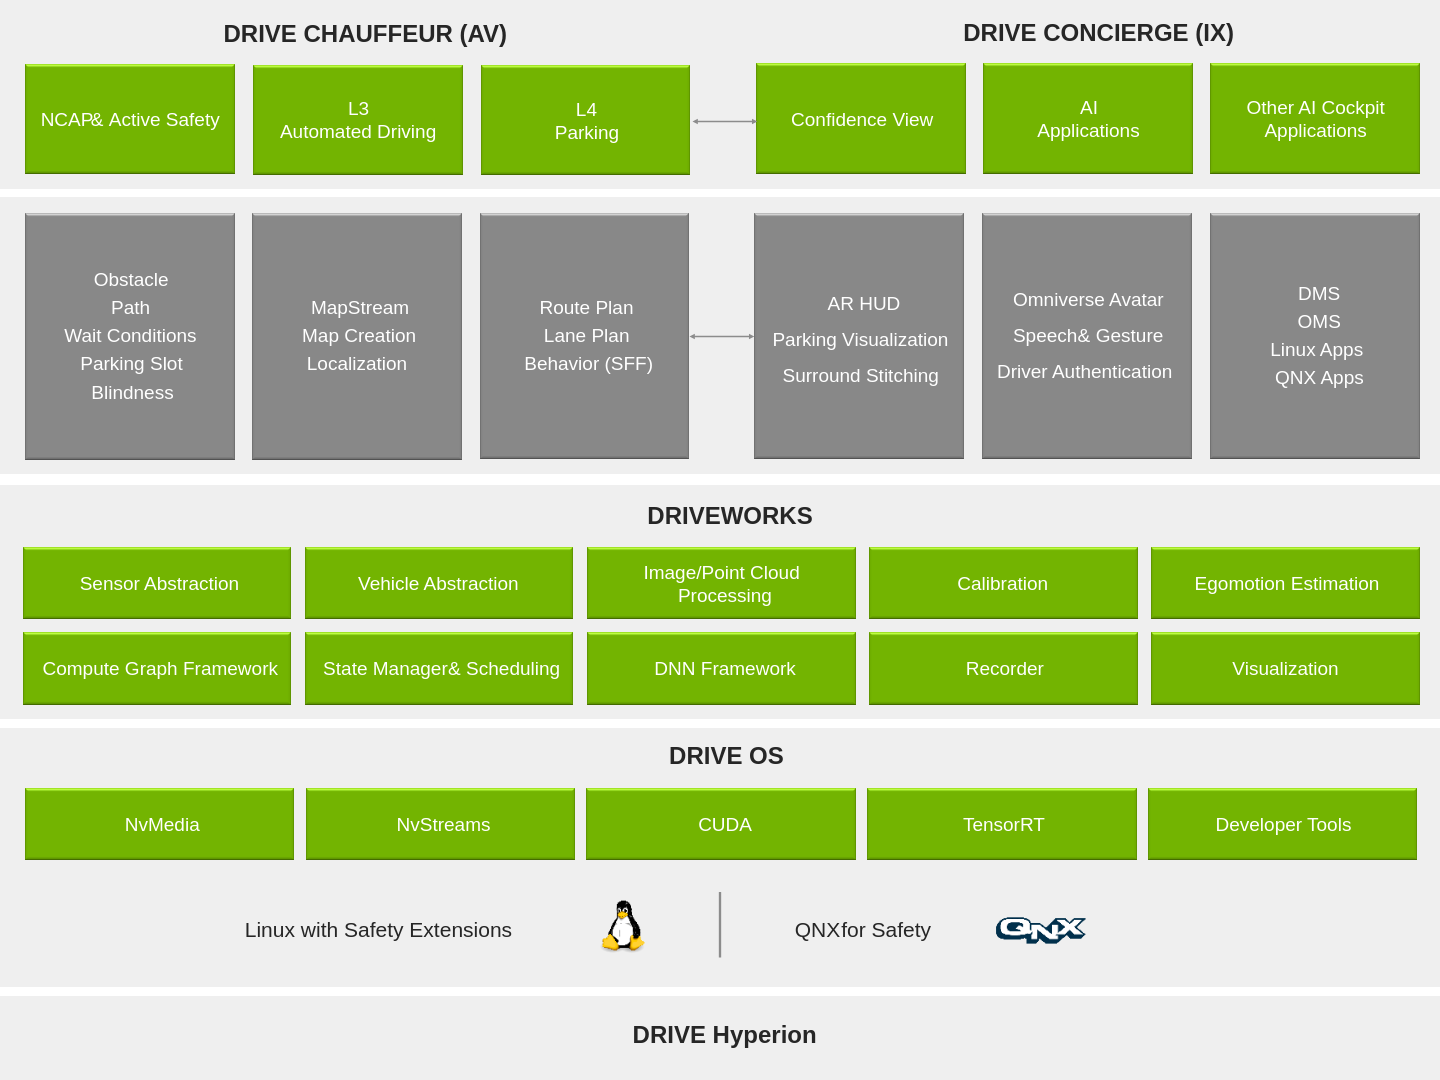 DRIVE CHAUFFEUR (AV)
DRIVE CONCIERGE (IX)
NCAP& Active Safety
L3
Automated Driving
L4
Parking
Confidence View
AI
Applications
Other AI Cockpit
Applications
Obstacle
Path
Wait Conditions
Parking Slot
Blindness
MapStream
Map Creation
Localization
Route Plan
Lane Plan
Behavior (SFF)
AR HUD
Parking Visualization
Surround Stitching
Omniverse Avatar
Speech& Gesture
Driver Authentication
DMS
OMS
Linux Apps
QNX Apps
DRIVEWORKS
Sensor Abstraction
Vehicle Abstraction
Image/Point Cloud
Processing
Calibration
Egomotion Estimation
Compute Graph Framework
State Manager& Scheduling
DNN Framework
Recorder
Visualization
DRIVE OS
NvMedia
NvStreams
CUDA
TensorRT
Developer Tools
Linux with Safety Extensions
QNXfor Safety
QNX
DRIVE Hyperion